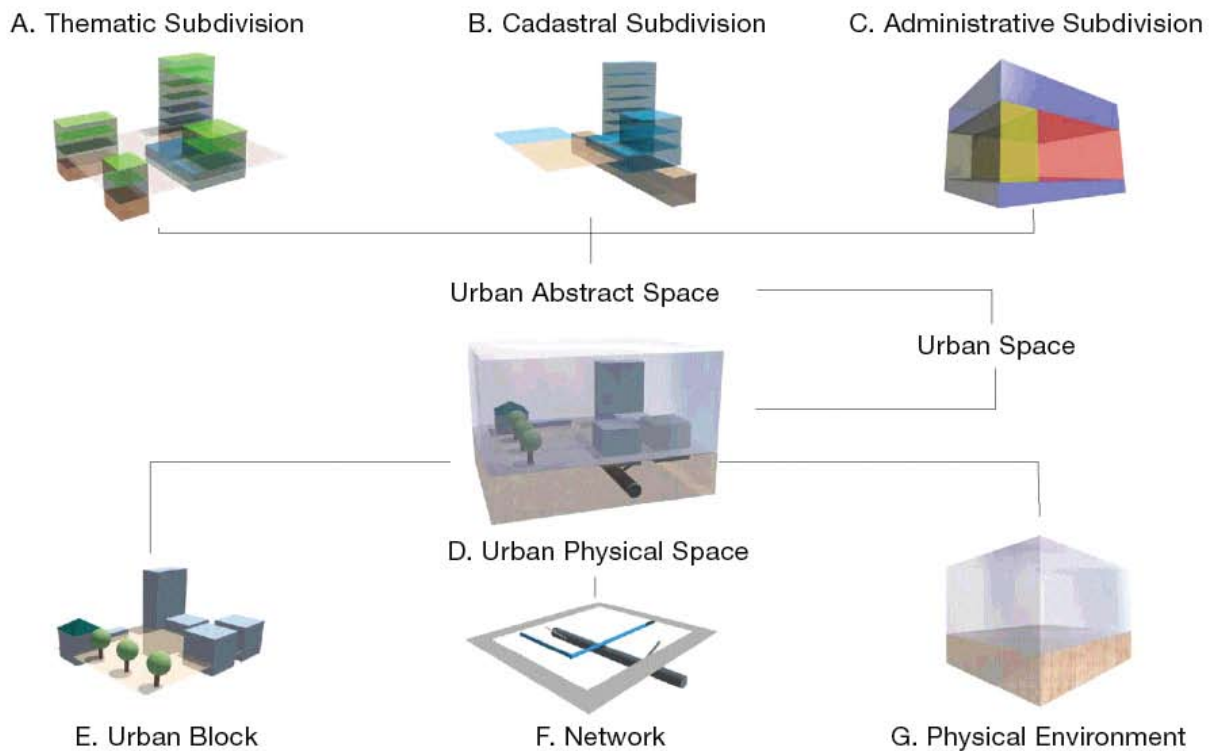 A. Thematic Subdivision
B. Cadastral Subdivision
C. Administrative Subdivision
Urban Abstract Space
Urban Space
D. Urban Physical Space
E. Urban Block
F. Network
G. Physical Environment